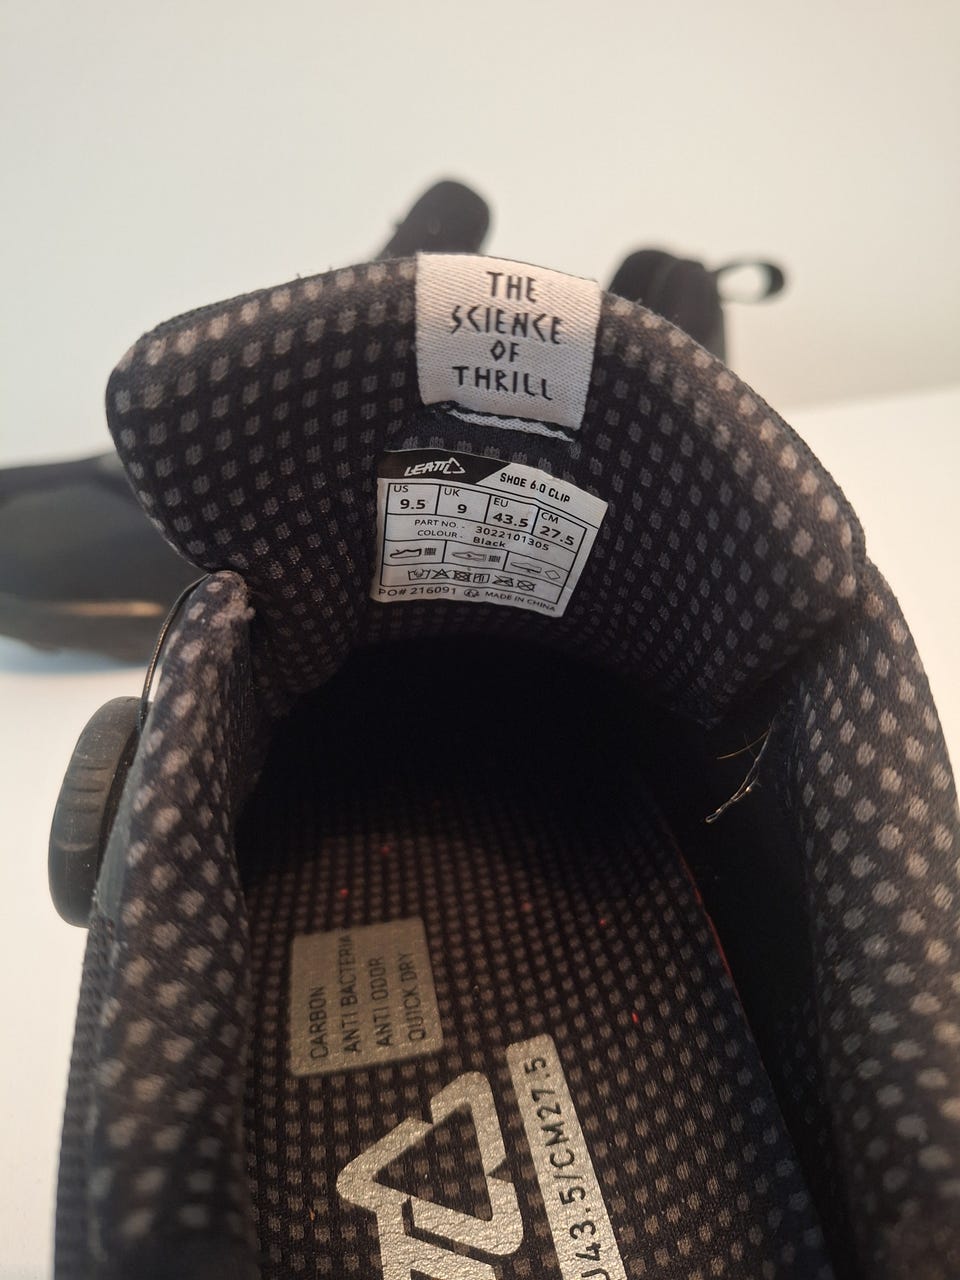 THE
SCIENCE
OF
THRILL
LEATT SHOE 6.0 CLIP
US UK EU CM
9.5 9 43.5 27.5
PART NO. - 3022101305
COLOUR - Black
PO# 216091 MADE IN CHINA
CARBON
ANTI BACTERIA
ANTI ODOR
QUICK DRY
U43.5/CM27.5